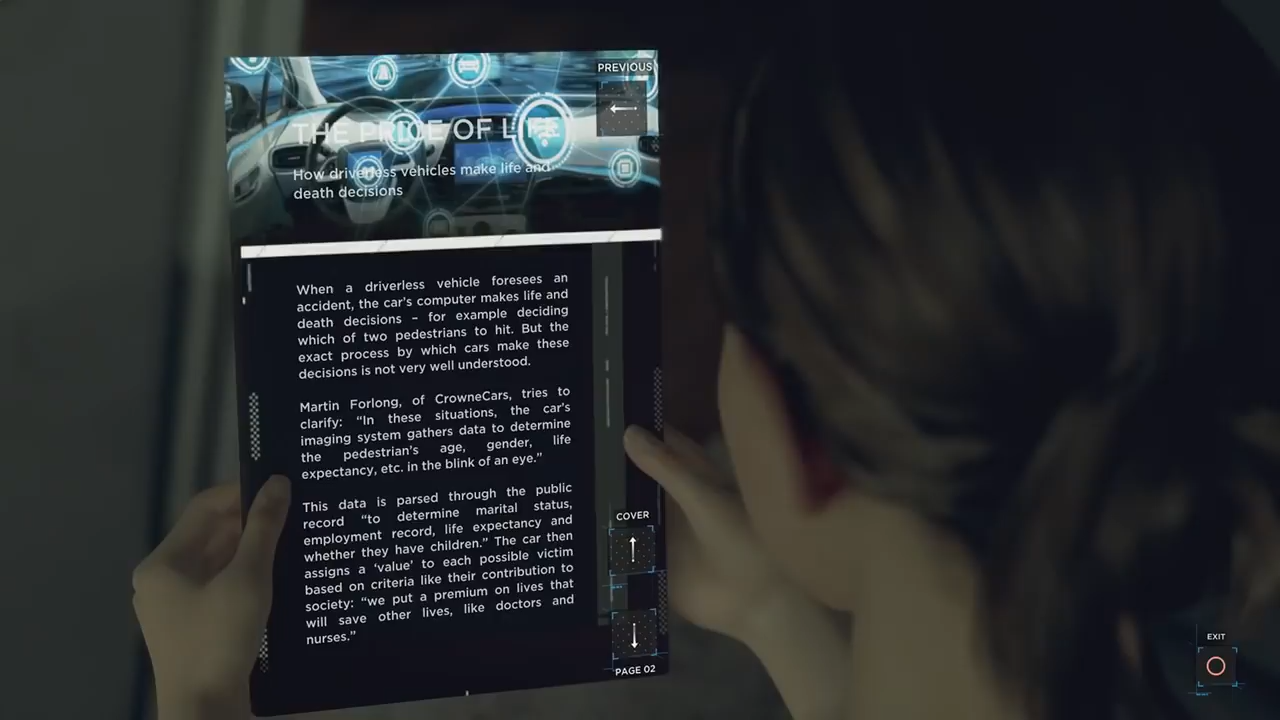 PREVIOUS
THE PRICE OF L
How driverless vehicles make life and
death decisions
When a driverless vehicle foresees an
accident, the car's computer makes life and
death decisions – for example deciding
which of two pedestrians to hit. But the
exact process by which cars make these
decisions is not very well understood.
Martin Forlong, of CrowneCars, tries to
clarify: “In these situations, the car's
imaging system gathers data to determine
the pedestrian's age, gender, life
expectancy, etc. in the blink of an eye.”
This data is parsed through the public
record “to determine marital status,
employment record, life expectancy and
whether they have children.” The car then
assigns a ‘value’ to each possible victim
based on criteria like their contribution to
society: “we put a premium on lives that
will save other lives, like doctors and
nurses.”
COVER
PAGE 02
EXIT